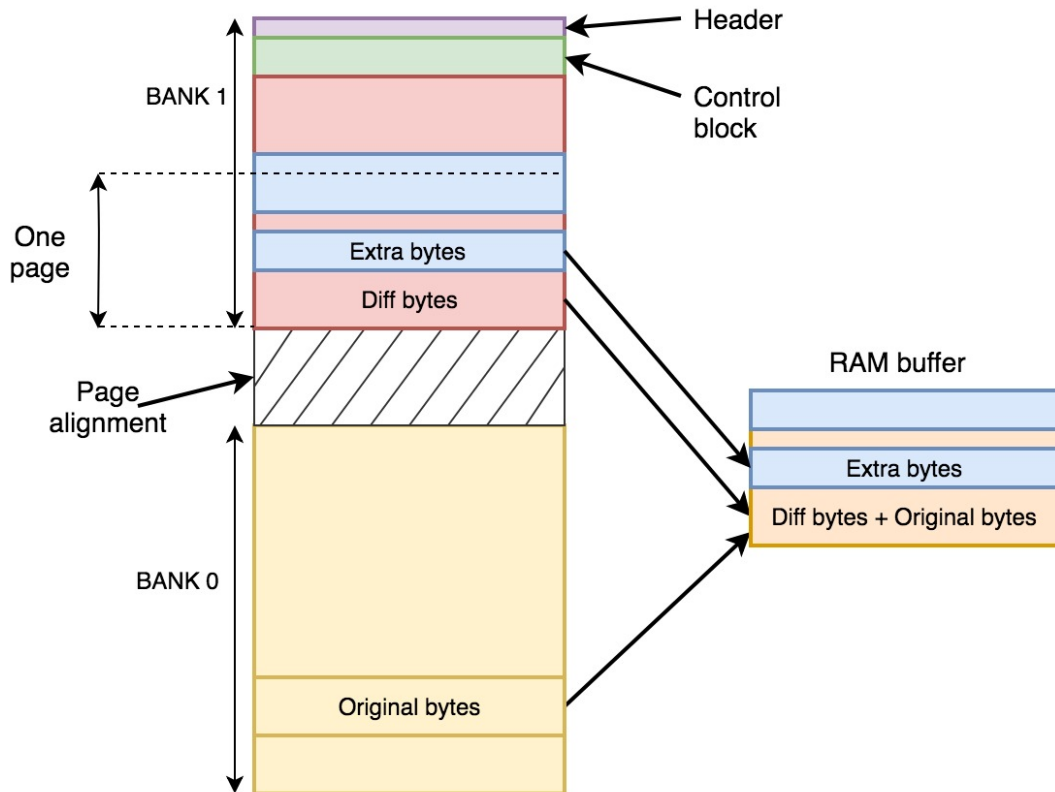 Header
BANK 1
Control
block
One
page
Extra bytes
Diff bytes
Page
alignment
RAM buffer
Extra bytes
Diff bytes + Original bytes
BANK 0
Original bytes